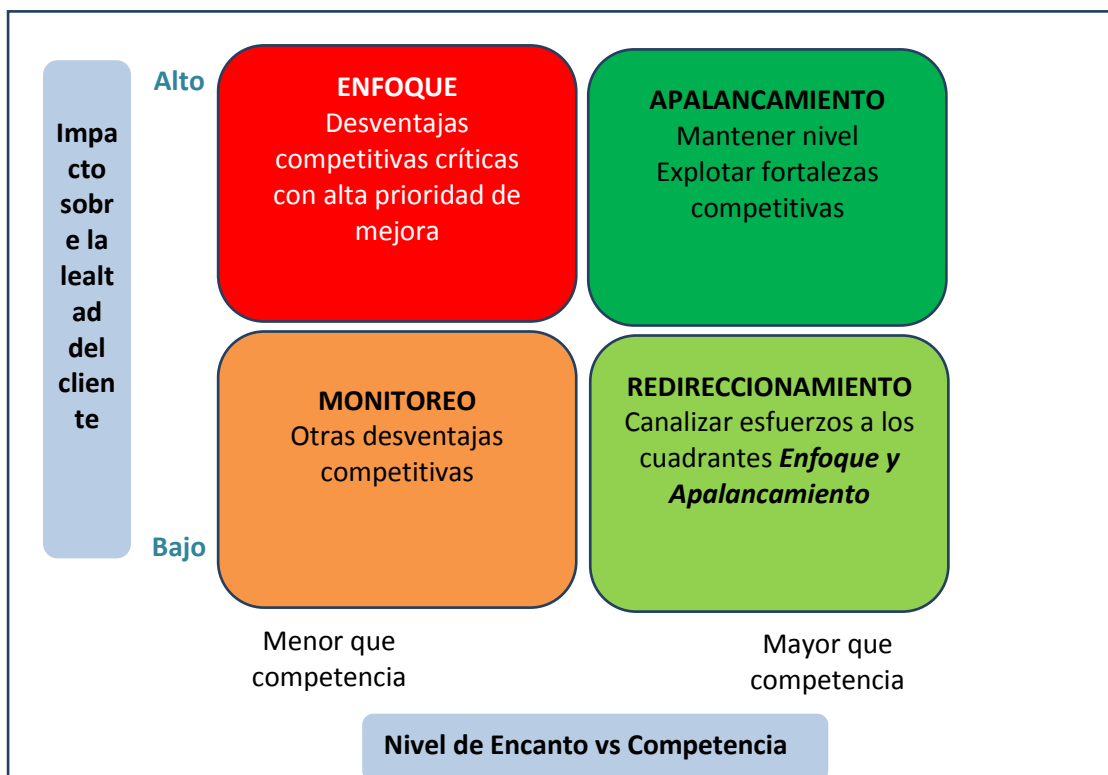 Impa
cto
sobr
e la
lealt
ad
del
clien
te
Alto
ENFOQUE
Desventajas
competitivas críticas
con alta prioridad de
mejora
APALANCAMIENTO
Mantener nivel
Explotar fortalezas
competitivas
MONITOREO
Otras desventajas
competitivas
REDIRECCIONAMIENTO
Canalizar esfuerzos a los
cuadrantes Enfoque y
Apalancamiento
Bajo
Menor que
competencia
Mayor que
competencia
Nivel de Encanto vs Competencia